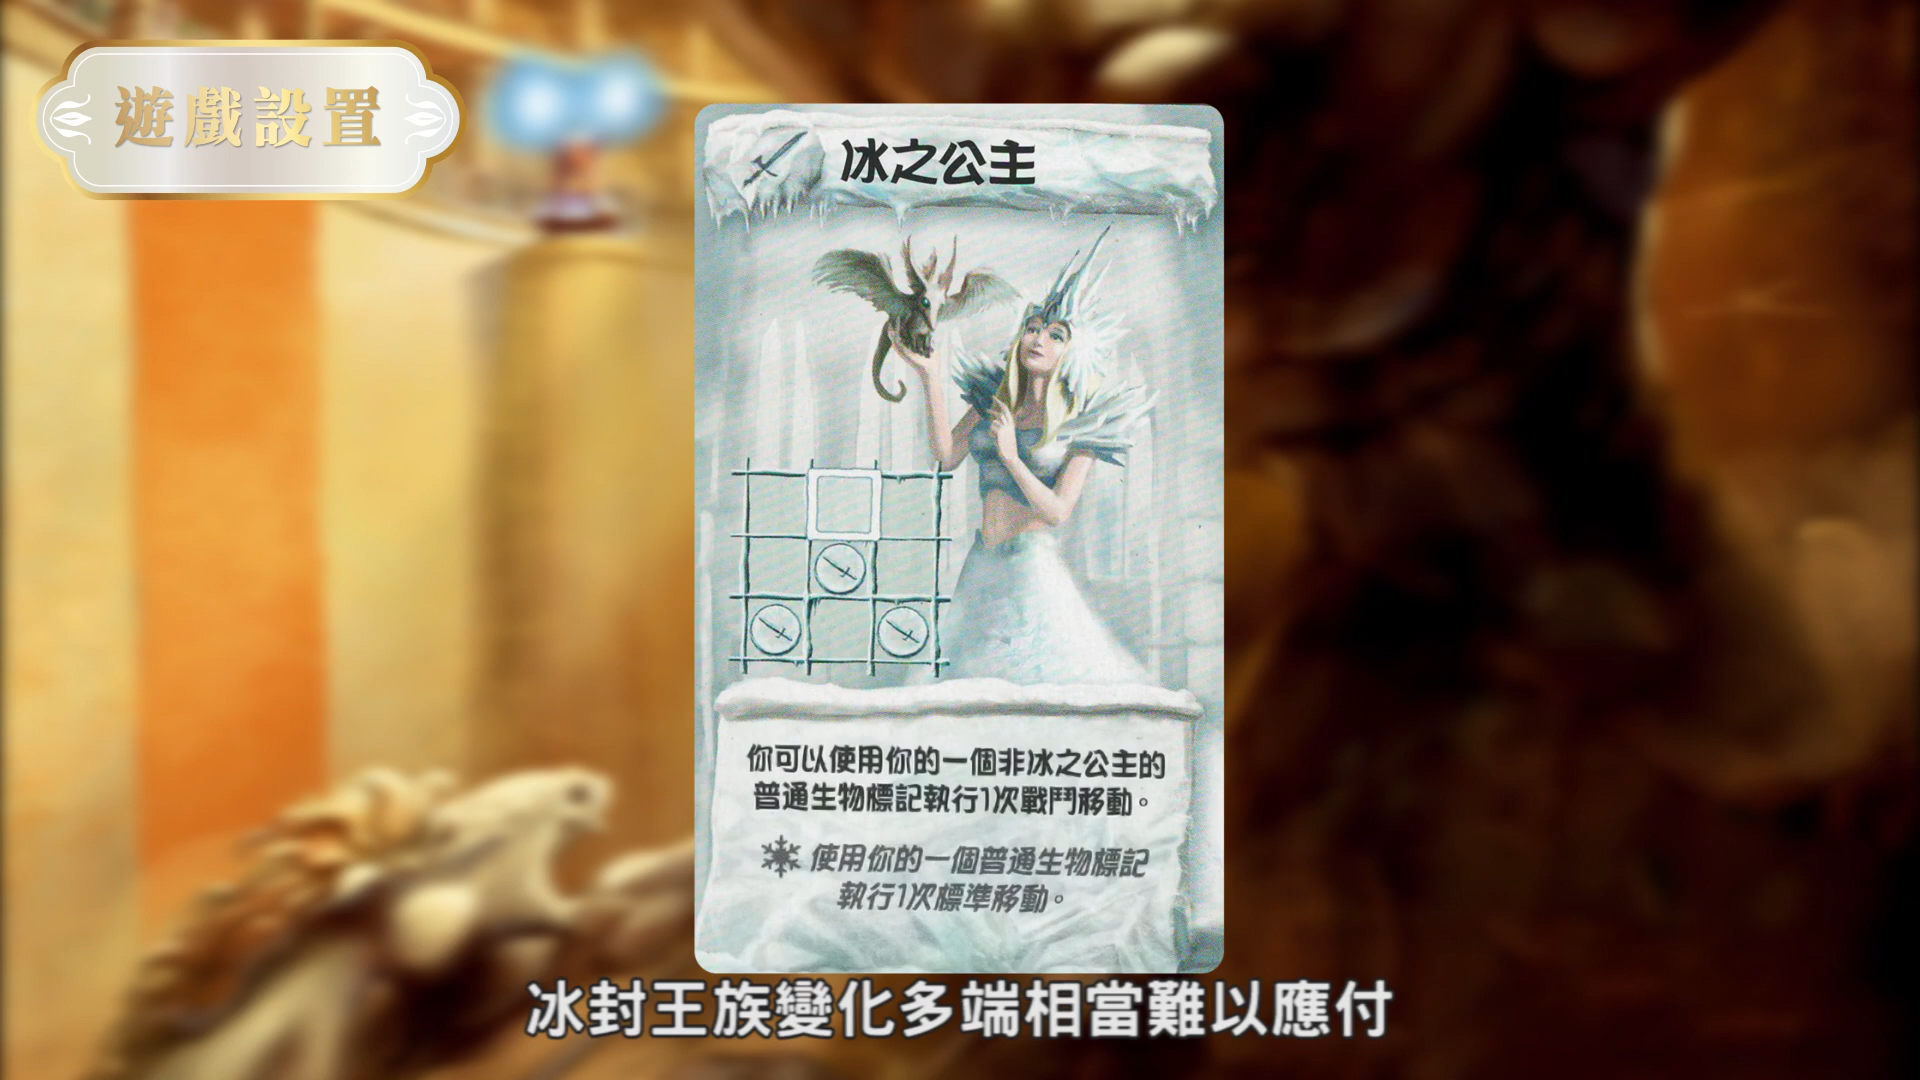 遊戲設置
冰之公主
你可以使用你的一個非冰之公主的
普通生物標記執行1次戰鬥移動。
使用你的一個普通生物標記
執行1次標準移動。
冰封王族變化多端相當難以應付